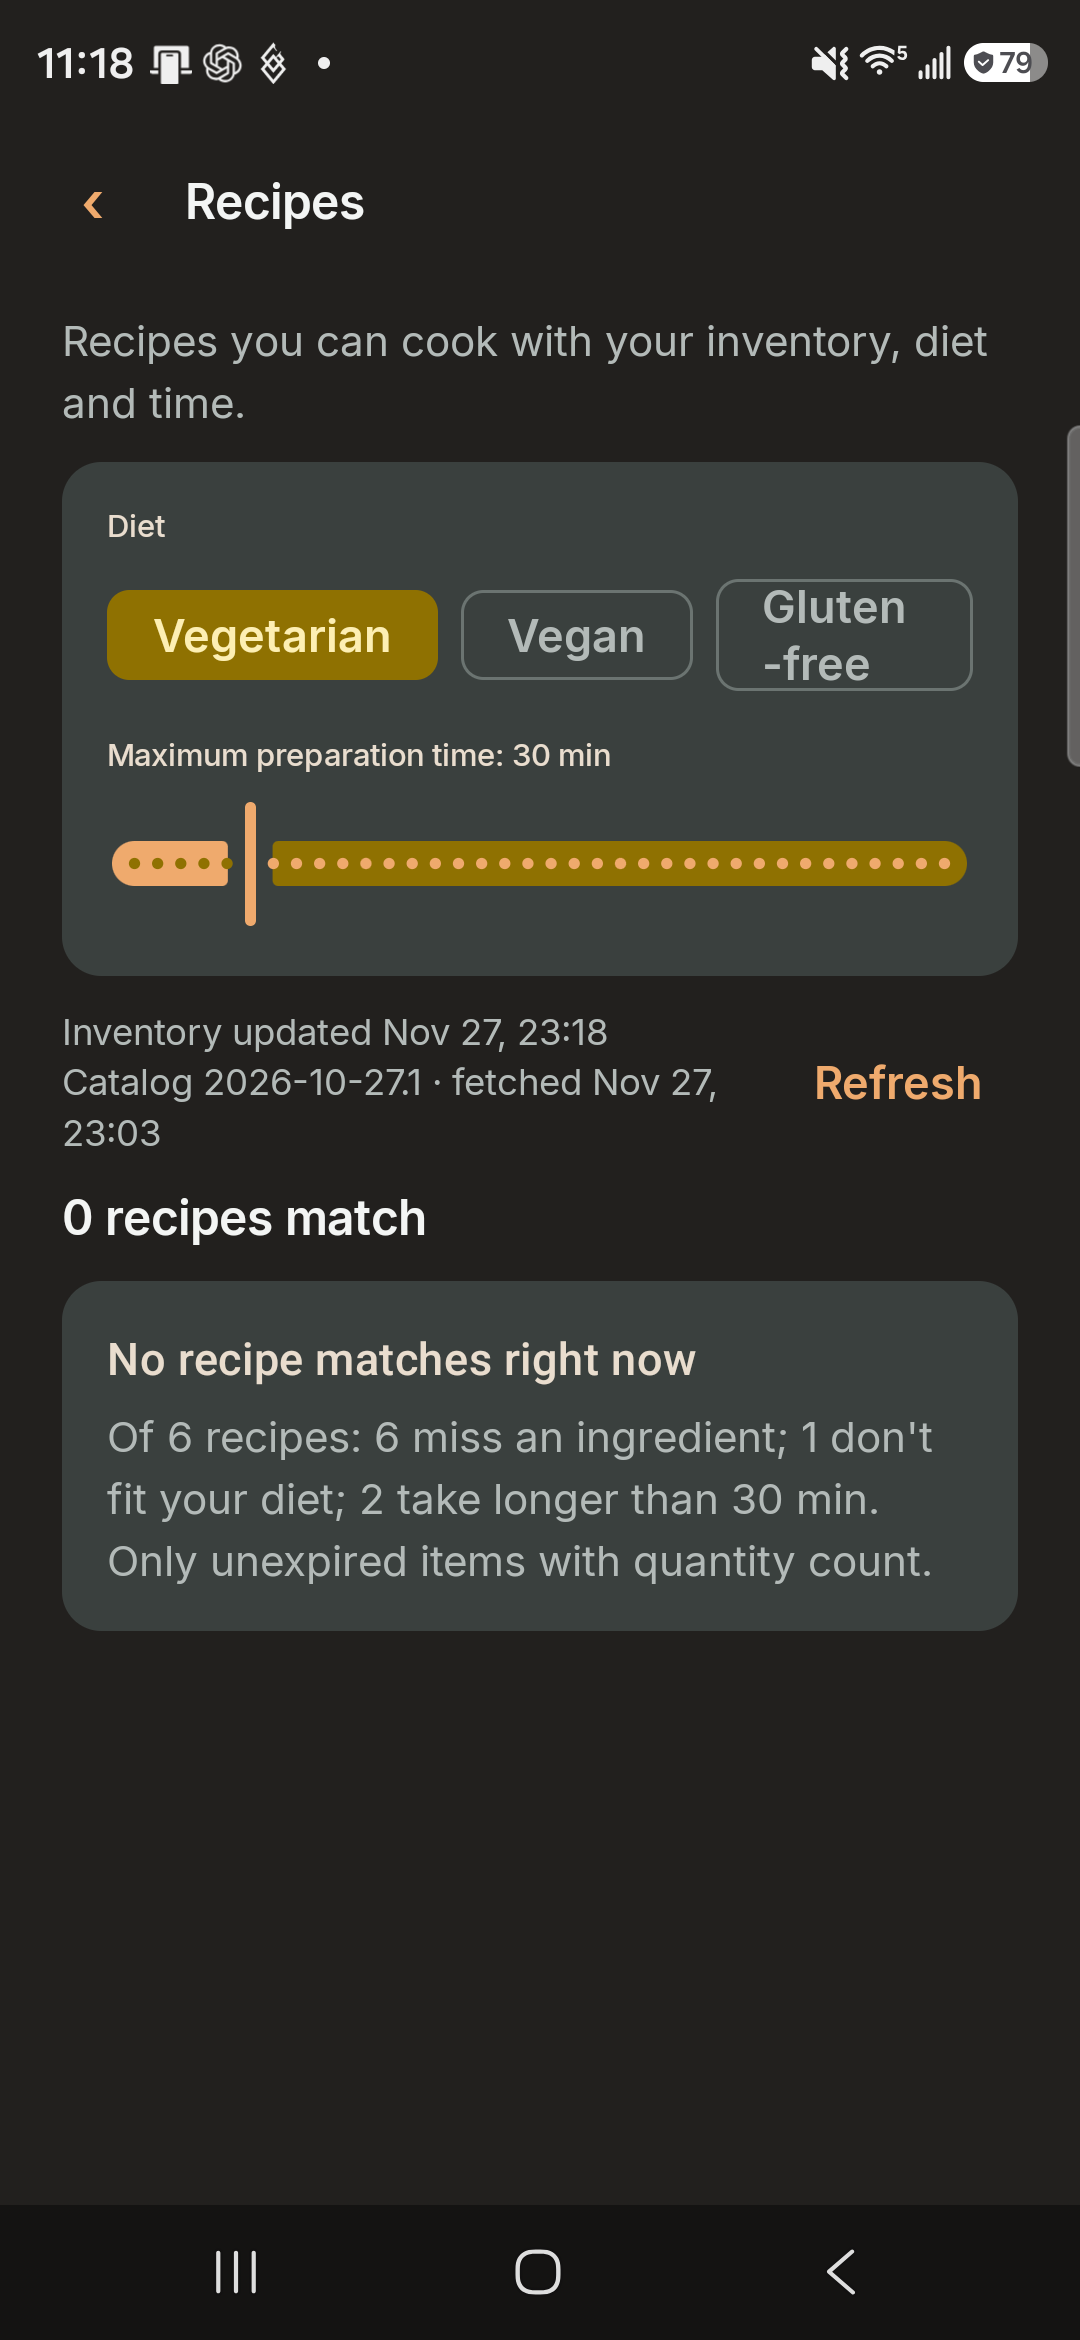 11:18
5
79
Recipes
Recipes you can cook with your inventory, diet
and time.
Diet
Vegetarian
Vegan
Gluten
-free
Maximum preparation time: 30 min
Inventory updated Nov 27, 23:18
Catalog 2026-10-27.1 · fetched Nov 27,
23:03
Refresh
0 recipes match
No recipe matches right now
Of 6 recipes: 6 miss an ingredient; 1 don't
fit your diet; 2 take longer than 30 min.
Only unexpired items with quantity count.